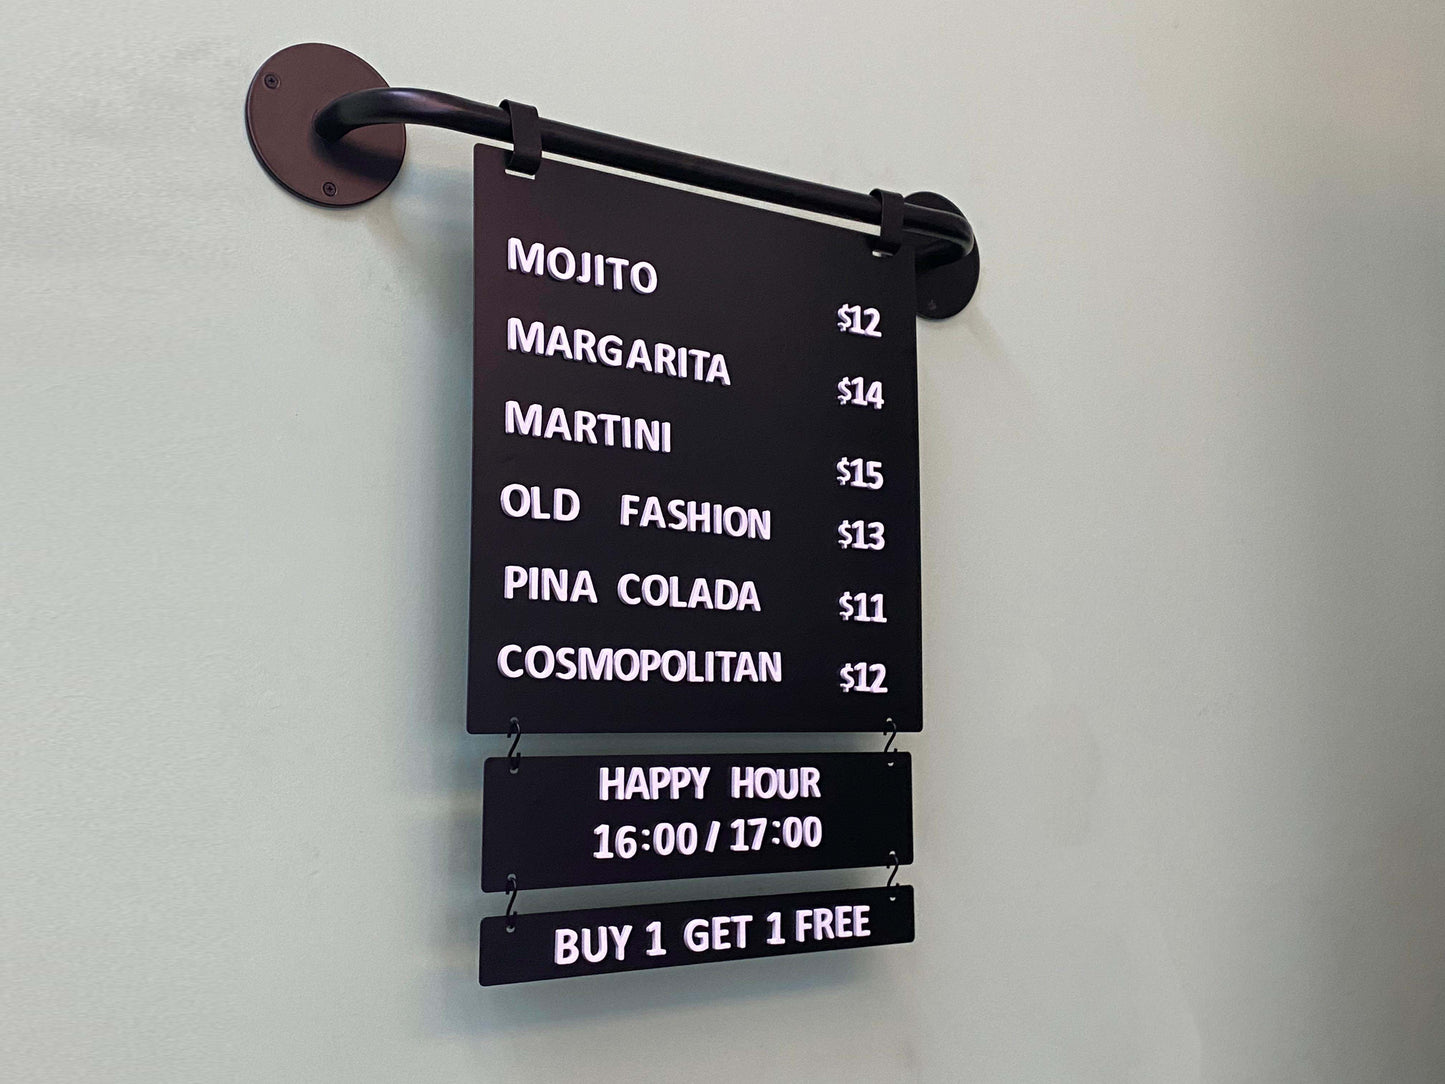 MOJITO $12
MARGARITA $14
MARTINI $15
OLD FASHION $13
PINA COLADA $11
COSMOPOLITAN $12
HAPPY HOUR
16:00 / 17:00
BUY 1 GET 1 FREE